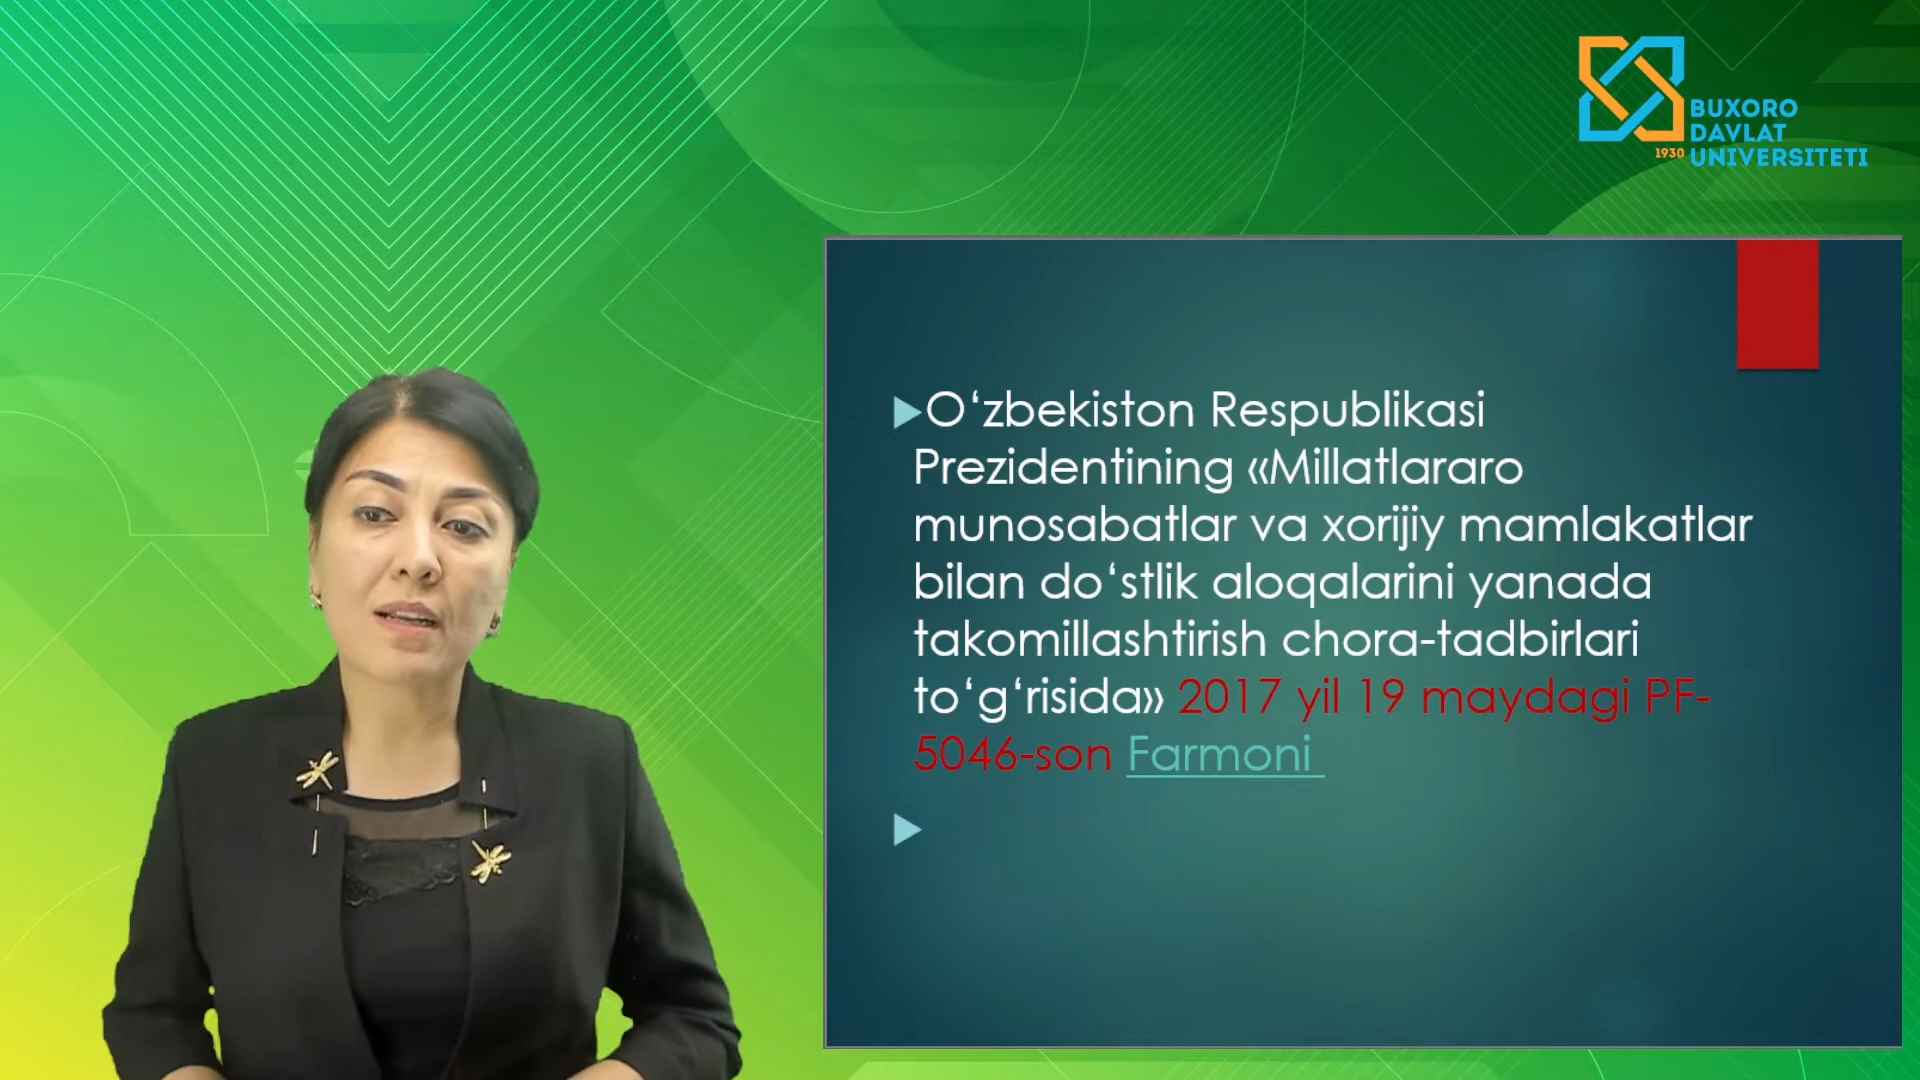 BUXORO
DAVLAT
1930 UNIVERSITETI
O‘zbekiston Respublikasi
Prezidentining «Millatlararo
munosabatlar va xorijiy mamlakatlar
bilan do‘stlik aloqalarini yanada
takomillashtirish chora-tadbirlari
to‘g‘risida» 2017 yil 19 maydagi PF-
5046-son Farmoni